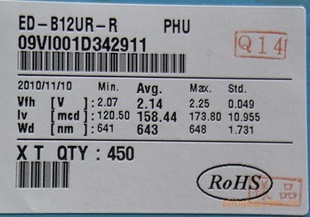 ED-B12UR-R PHU
09VI001D342911
Q14
2010/11/10 Min. Avg. Max. Std.
Vfh [ V ] : 2.07 2.14 2.25 0.049
Iv [ mcd] : 120.50 158.44 173.80 10.955
Wd [ nm] : 641 643 648 1.731
X T QTY : 450
RoHS
品